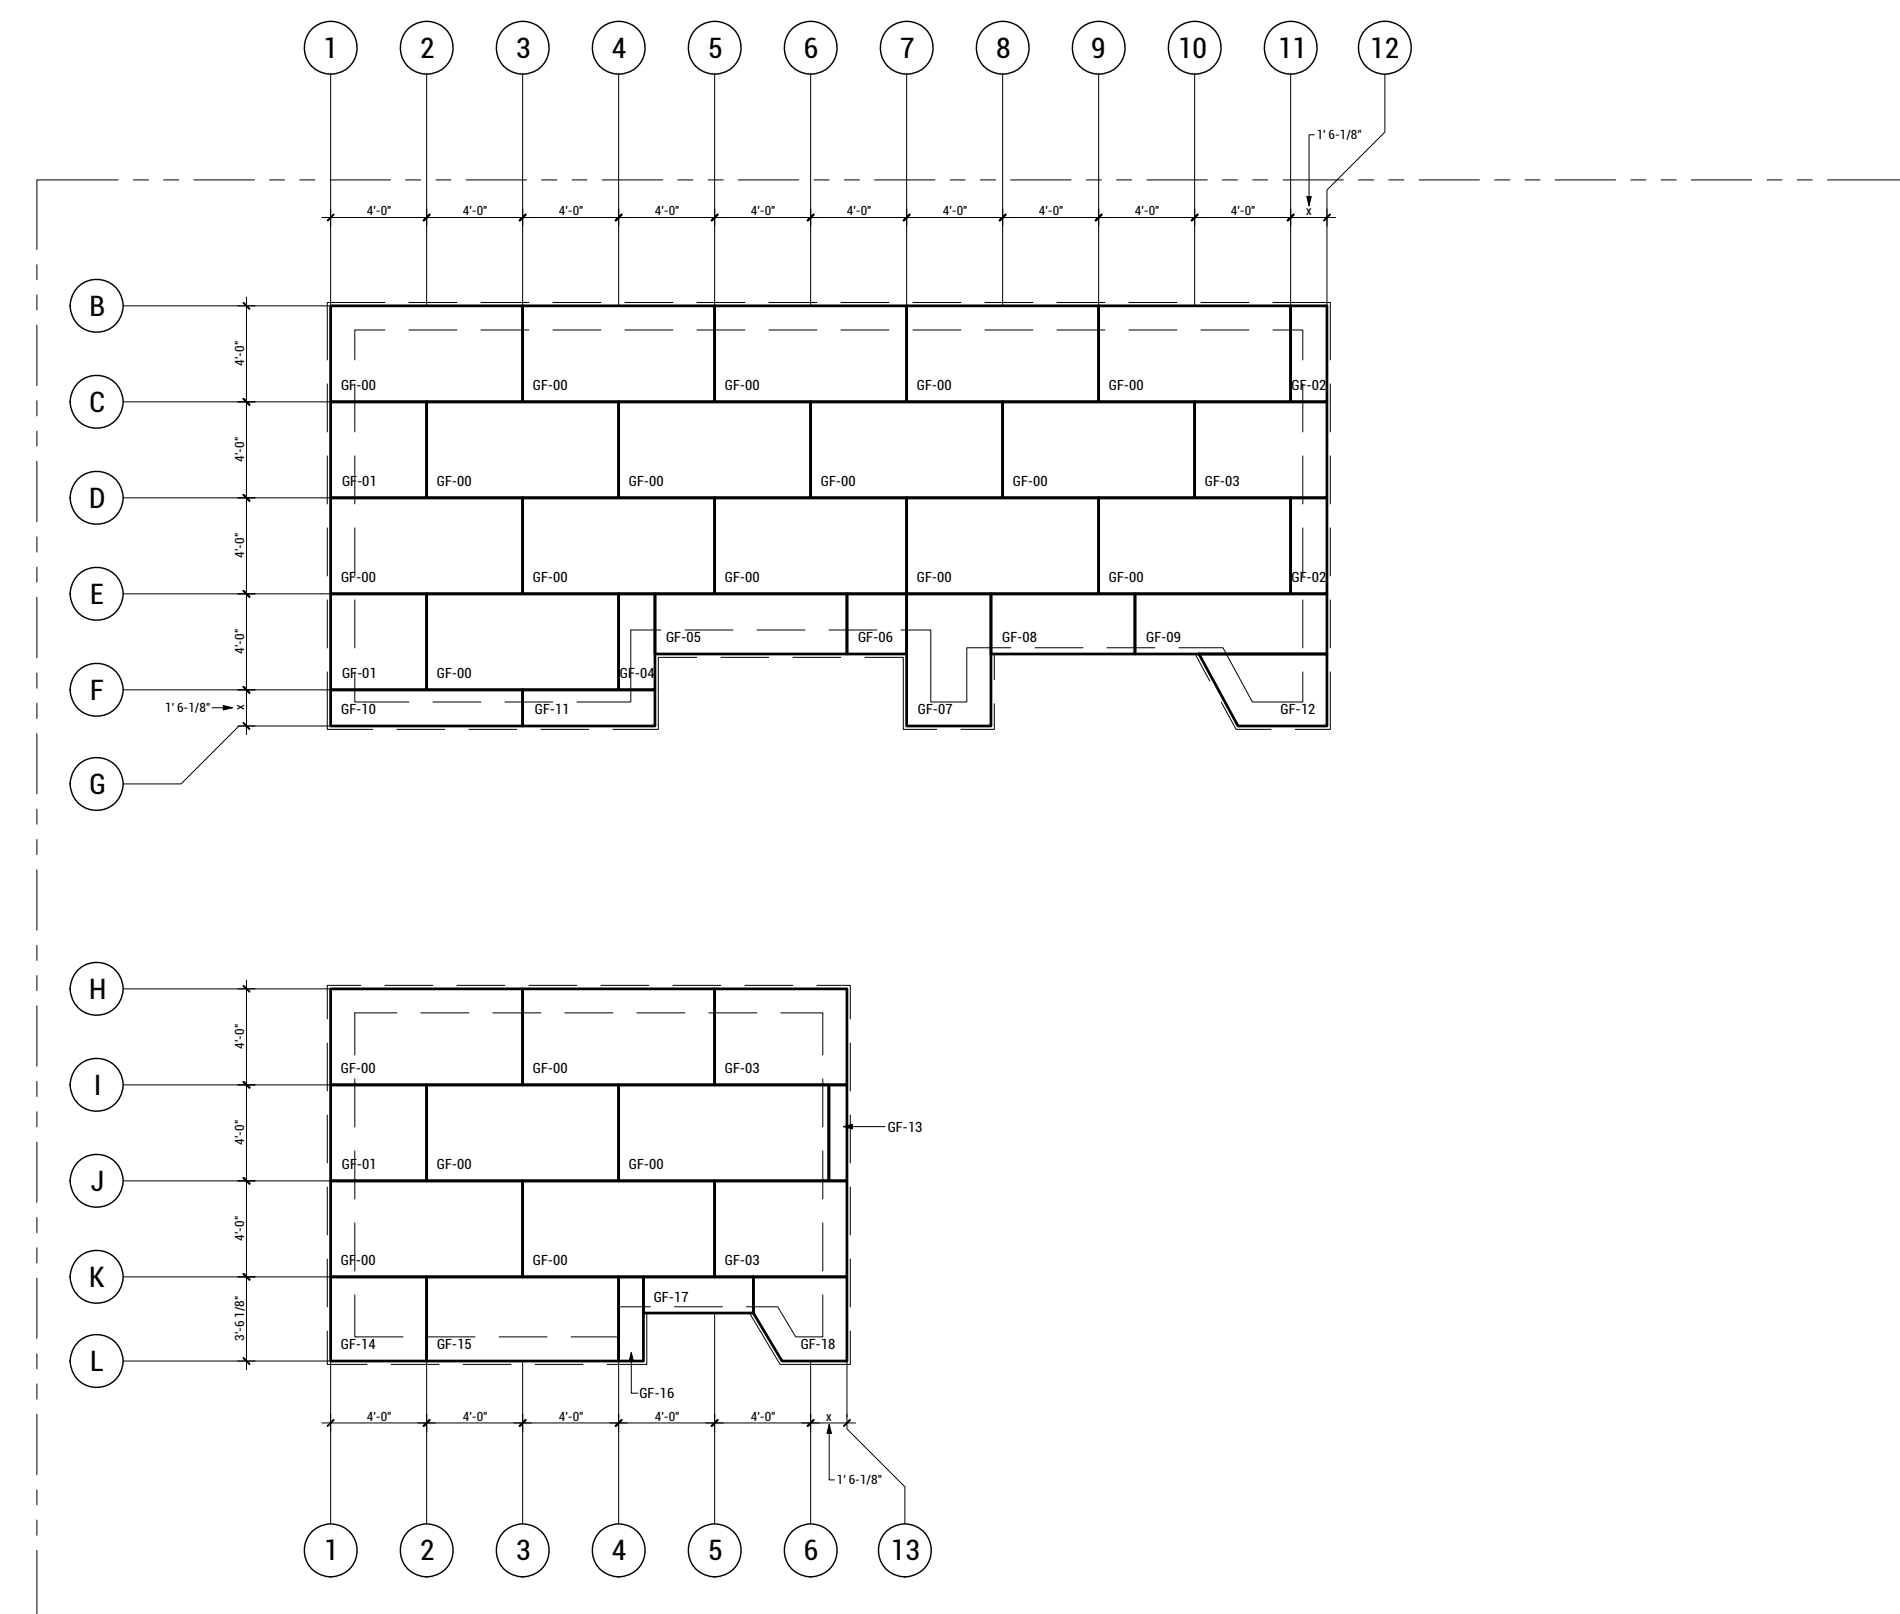 1 2 3 4 5 6 7 8 9 10 11 12
1' 6-1/8"
4'-0" 4'-0" 4'-0" 4'-0" 4'-0" 4'-0" 4'-0" 4'-0" 4'-0" 4'-0" x
B
4'-0"
GF-00 GF-00 GF-00 GF-00 GF-00 GF-02
C
4'-0"
GF-01 GF-00 GF-00 GF-00 GF-00 GF-03
D
4'-0"
GF-00 GF-00 GF-00 GF-00 GF-00 GF-02
E
4'-0"
GF-05 GF-06 GF-08 GF-09
GF-01 GF-00 GF-04
F
1' 6-1/8" x
GF-10 GF-11 GF-07 GF-12
G
H
4'-0"
GF-00 GF-00 GF-03
I
4'-0"
GF-13
GF-01 GF-00 GF-00
J
4'-0"
GF-00 GF-00 GF-03
K
3'-6 1/8"
GF-17
GF-14 GF-15 GF-18
L
GF-16
4'-0" 4'-0" 4'-0" 4'-0" 4'-0" x
1' 6-1/8"
1 2 3 4 5 6 13